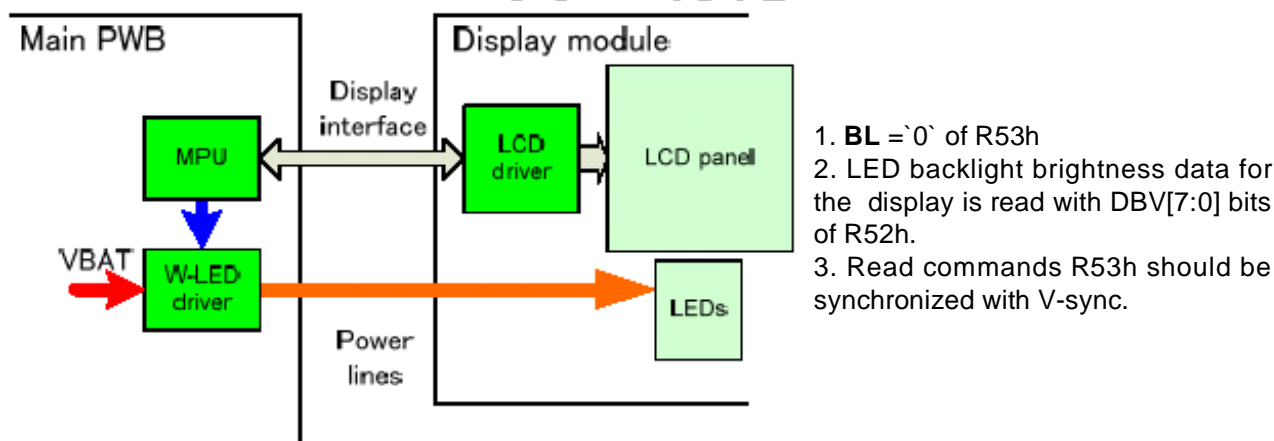 Main PWB
Display module
Display
interface
MPU
LCD
driver
LCD panel
VBAT
W-LED
driver
LEDs
Power
lines
1. BL =`0` of R53h
2. LED backlight brightness data for
the display is read with DBV[7:0] bits
of R52h.
3. Read commands R53h should be
synchronized with V-sync.